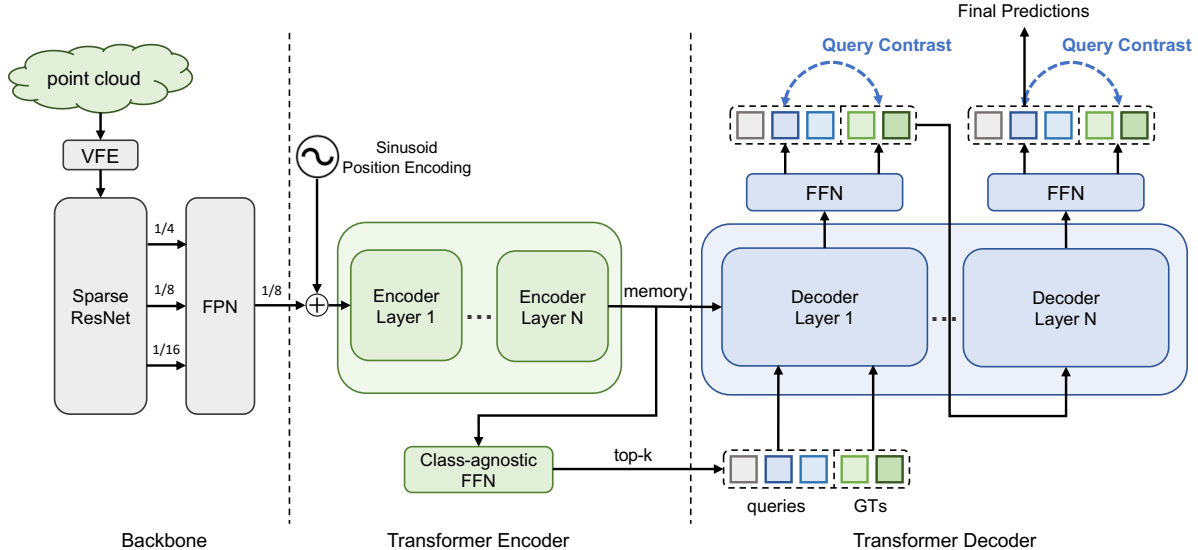 Final Predictions
Query Contrast
Query Contrast
point cloud
VFE
Sinusoid
Position Encoding
FFN
FFN
1/4
1/8
1/16
Sparse
ResNet
FPN
1/8
Encoder
Layer 1
...
Encoder
Layer N
memory
Decoder
Layer 1
...
Decoder
Layer N
Class-agnostic
FFN
top-k
queries
GTs
Backbone
Transformer Encoder
Transformer Decoder